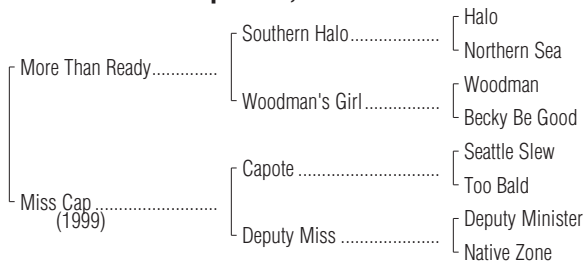 Halo
Southern Halo
Northern Sea
More Than Ready
Woodman
Woodman's Girl
Becky Be Good
Seattle Slew
Capote
Too Bald
Miss Cap
(1999)
Deputy Minister
Deputy Miss
Native Zone